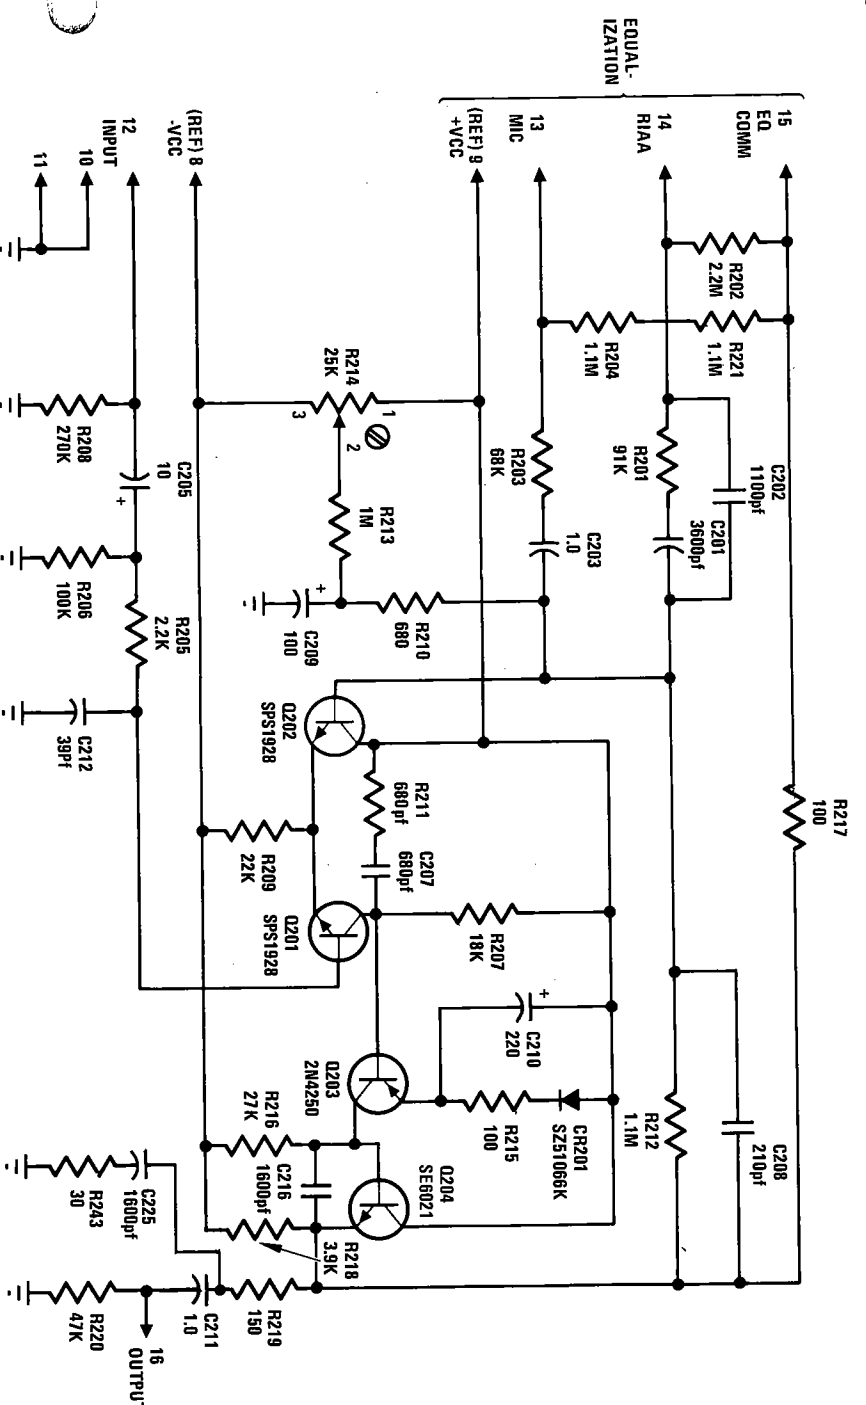 EQUAL-
IZATION
15
EQ
COMM
14
RIAA
13
MIC
(REF) 9
+VCC
(REF) 8
-VCC
12
INPUT
10
11
R202
2.2M
R221
1.1M
R204
1.1M
C202
1100pf
R201
91K
C201
3600pf
R203
68K
C203
1.0
R214
25K
1
2
3
R213
1M
R210
680
+
C209
100
R208
270K
C205
10
+
R206
100K
R205
2.2K
C212
39Pf
R217
100
Q202
SPS1928
R211
680pf
C207
680pf
R209
22K
Q201
SPS1928
R207
18K
+
C210
220
CR201
SZ51066K
R215
100
Q203
2N4250
R212
1.1M
C208
210pf
R216
27K
C216
1600pf
Q204
SE6021
R218
3.9K
C225
1600pf
R243
30
R219
150
C211
1.0
R220
47K
16
OUTPUT